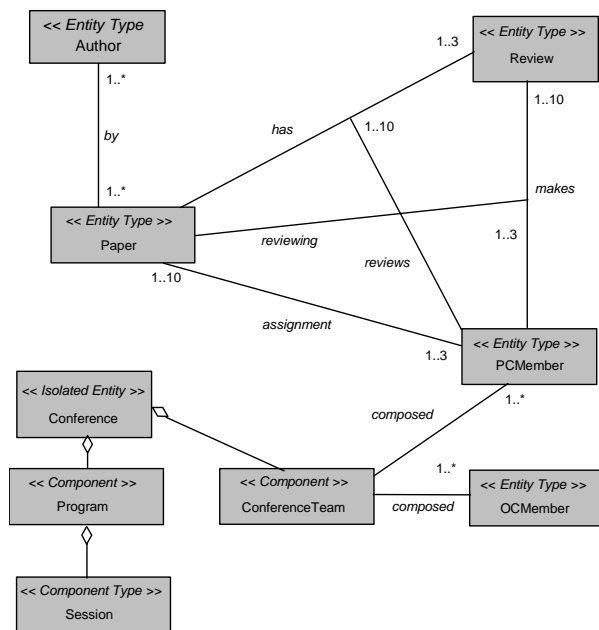 << Entity Type
Author
<< Entity Type >>
Review
1..3
1..*
1..10
1..10
has
by
1..*
makes
<< Entity Type >>
Paper
reviewing
1..3
reviews
1..10
assignment
1..3
<< Entity Type >>
PCMember
<< Isolated Entity >>
Conference
composed
1..*
<< Component >>
Program
<< Component >>
ConferenceTeam
1..*
composed
<< Entity Type >>
OCMember
<< Component Type >>
Session